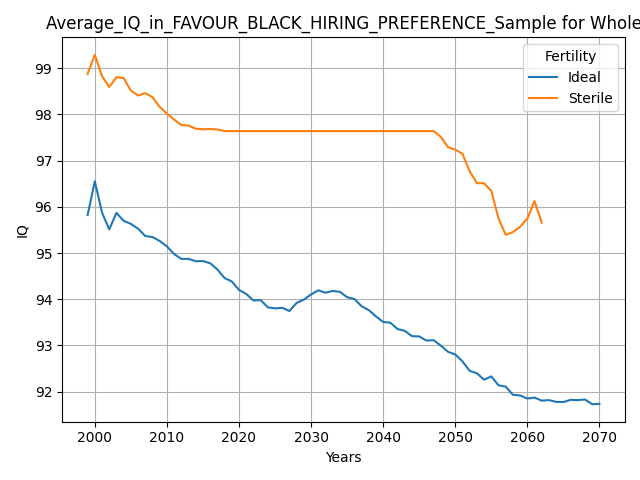 Average_IQ_in_FAVOUR_BLACK_HIRING_PREFERENCE_Sample for Whole
Fertility
Ideal
Sterile
IQ
99
98
97
96
95
94
93
92
2000 2010 2020 2030 2040 2050 2060 2070
Years